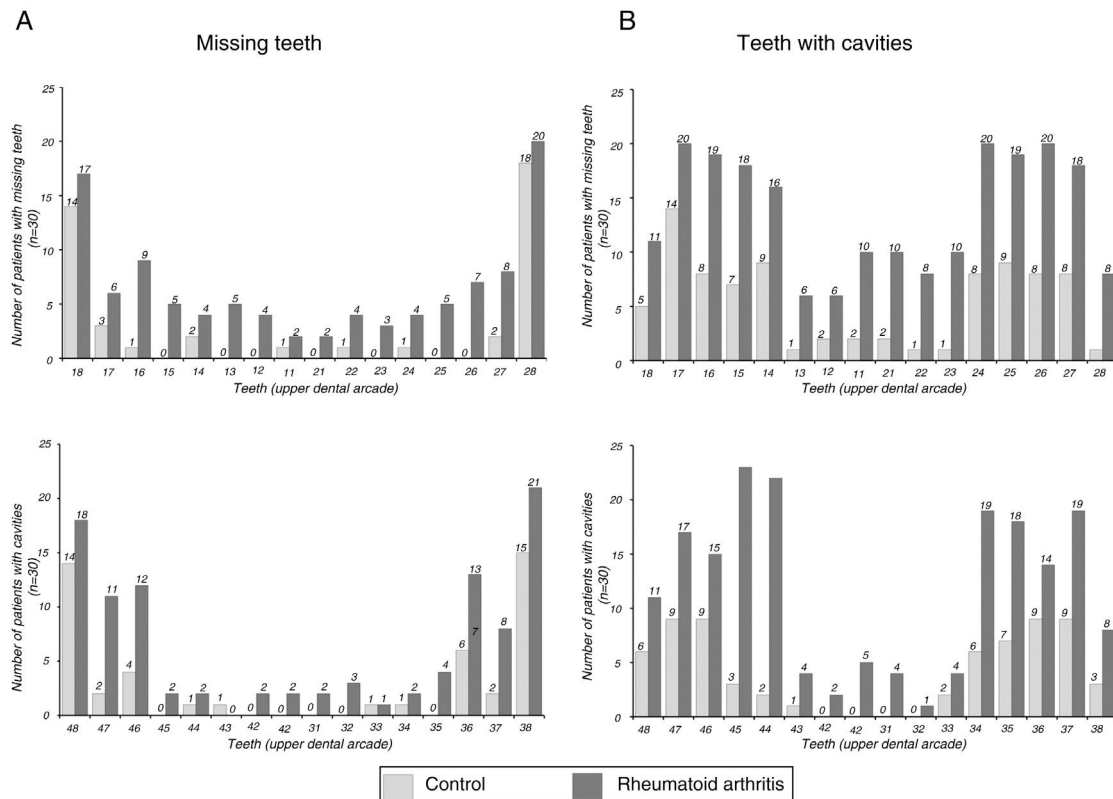 A
Missing teeth
Number of patients with missing teeth
(n=30)
25
20
15
10
5
0
14 17 3 6 1 9 0 5 2 4 0 5 0 4 1 2 0 2 1 4 0 3 1 4 0 5 0 7 2 8 18 20
18 17 16 15 14 13 12 11 21 22 23 24 25 26 27 28
Teeth (upper dental arcade)
Number of patients with cavities
(n=30)
25
20
15
10
5
0
14 18 2 11 4 12 0 2 1 2 1 0 2 0 2 0 2 0 3 1 1 1 2 0 4 6 7 13 2 8 15 21
48 47 46 45 44 43 42 42 31 32 33 34 35 36 37 38
Teeth (upper dental arcade)
B
Teeth with cavities
Number of patients with missing teeth
(n=30)
25
20
15
10
5
0
5 11 14 20 8 19 7 18 9 16 1 6 2 6 2 10 2 10 1 8 1 10 8 20 9 19 8 20 8 18 8
18 17 16 15 14 13 12 11 21 22 23 24 25 26 27 28
Teeth (upper dental arcade)
Number of patients with cavities
(n=30)
25
20
15
10
5
0
6 11 9 17 9 15 3 2 1 4 0 2 0 5 0 4 0 1 2 4 6 19 7 18 9 14 9 19 3 8
48 47 46 45 44 43 42 42 31 32 33 34 35 36 37 38
Teeth (upper dental arcade)
Control
Rheumatoid arthritis